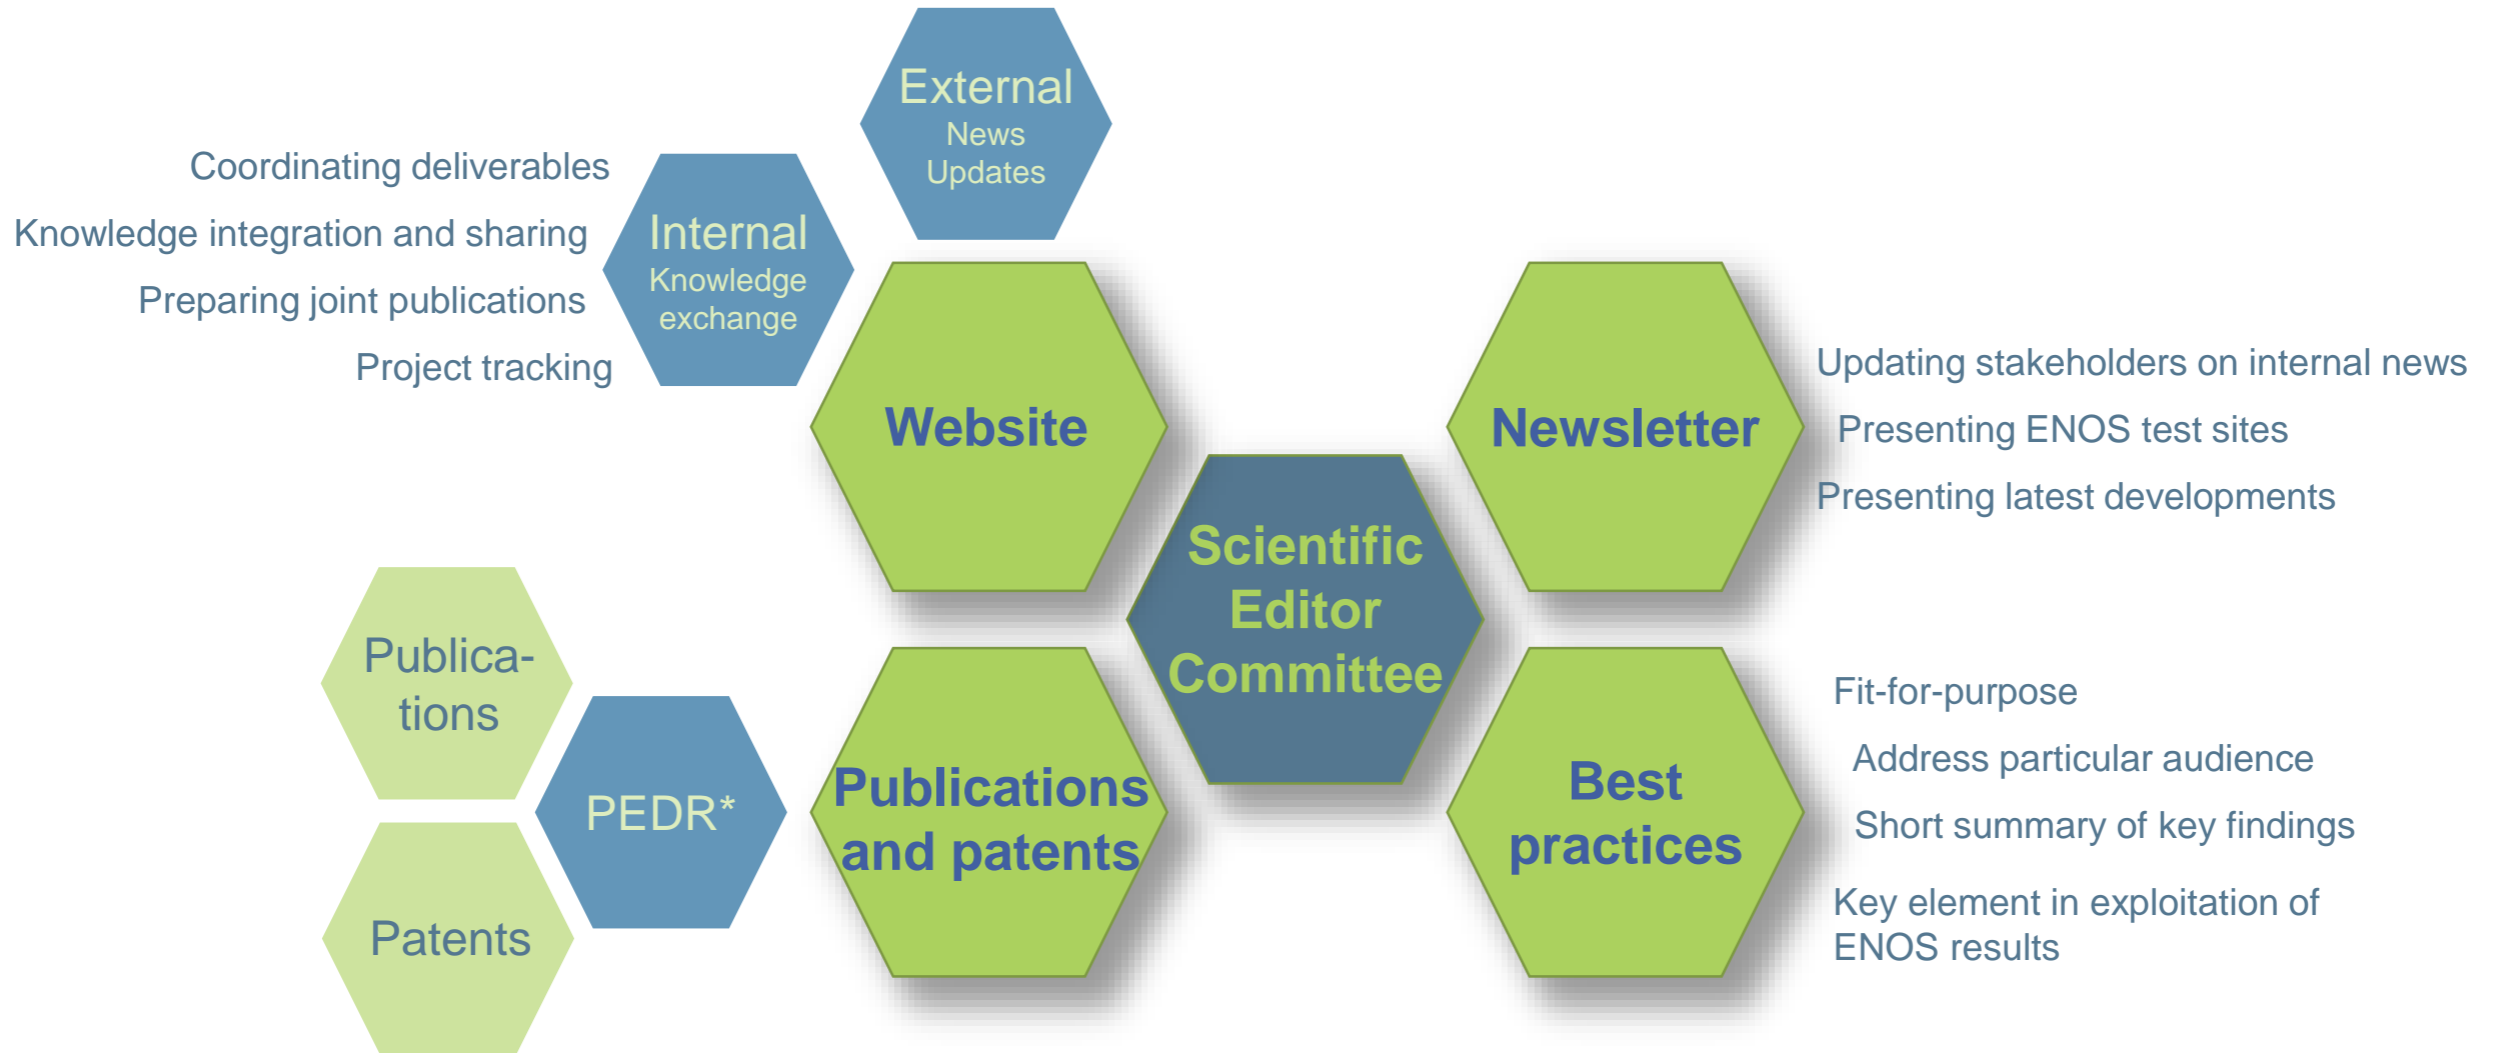 External
News
Updates
Coordinating deliverables
Knowledge integration and sharing
Preparing joint publications
Project tracking
Internal
Knowledge
exchange
Website
Newsletter
Updating stakeholders on internal news
Presenting ENOS test sites
Presenting latest developments
Scientific
Editor
Committee
Publica-
tions
PEDR*
Patents
Publications
and patents
Best
practices
Fit-for-purpose
Address particular audience
Short summary of key findings
Key element in exploitation of
ENOS results